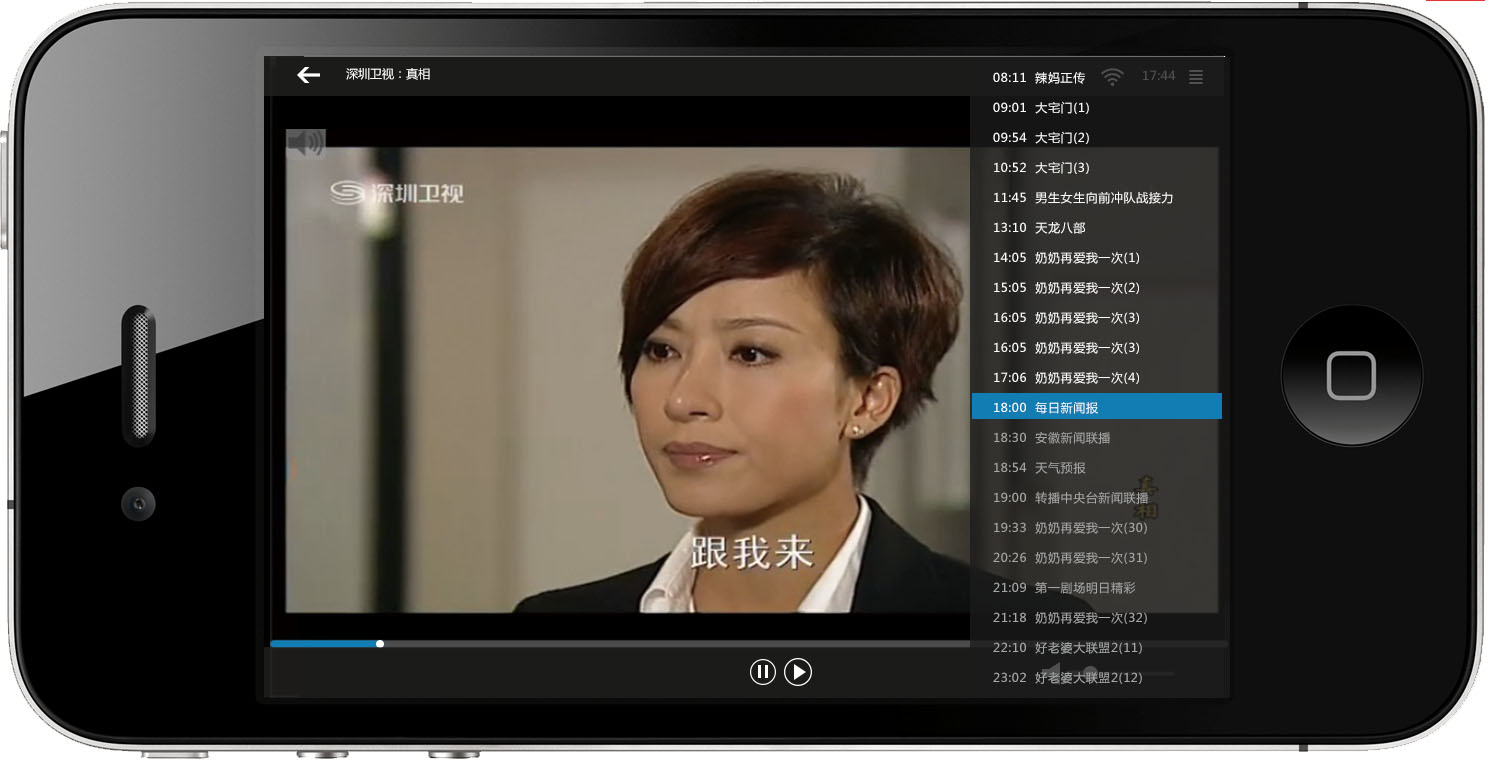 深圳卫视：真相
17:44
深圳卫视
跟我来
真相
08:11 辣妈正传
09:01 大宅门(1)
09:54 大宅门(2)
10:52 大宅门(3)
11:45 男生女生向前冲队战接力
13:10 天龙八部
14:05 奶奶再爱我一次(1)
15:05 奶奶再爱我一次(2)
16:05 奶奶再爱我一次(3)
16:05 奶奶再爱我一次(3)
17:06 奶奶再爱我一次(4)
18:00 每日新闻报
18:30 安徽新闻联播
18:54 天气预报
19:00 转播中央台新闻联播
19:33 奶奶再爱我一次(30)
20:26 奶奶再爱我一次(31)
21:09 第一剧场明日精彩
21:18 奶奶再爱我一次(32)
22:10 好老婆大联盟2(11)
23:02 好老婆大联盟2(12)